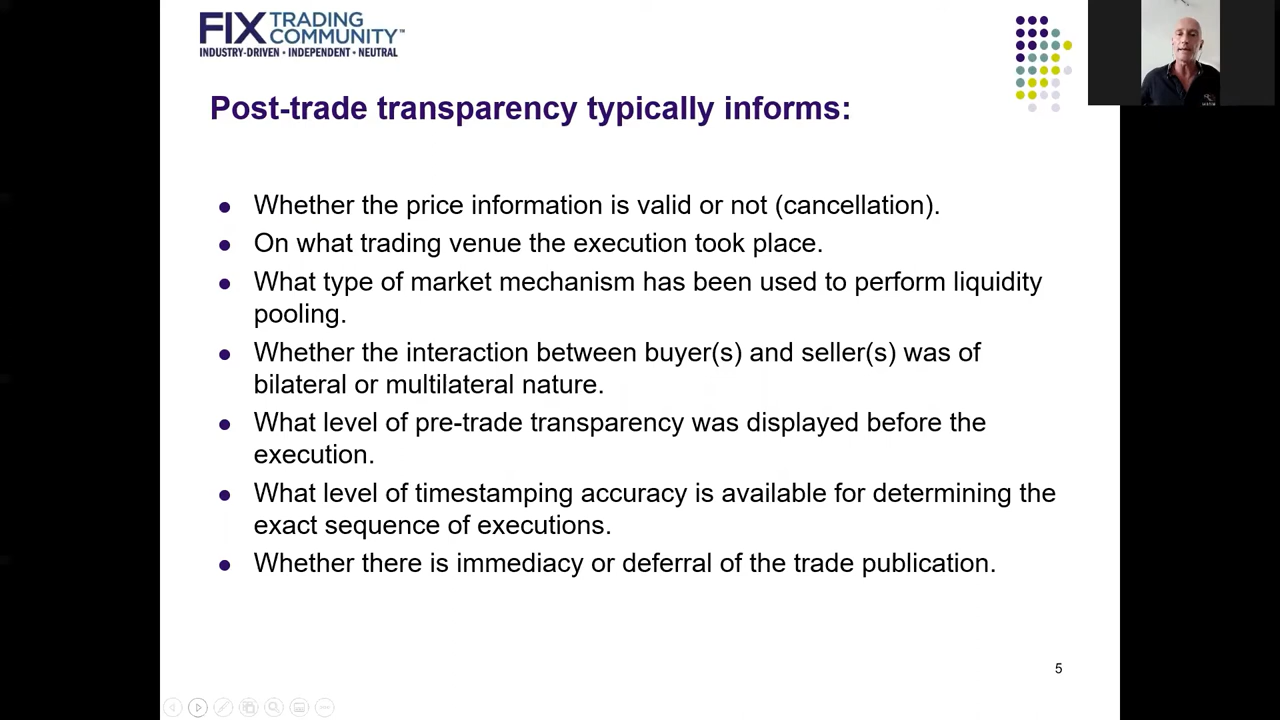 FIX TRADING
COMMUNITY™
INDUSTRY-DRIVEN • INDEPENDENT • NEUTRAL
Post-trade transparency typically informs:
● Whether the price information is valid or not (cancellation).
● On what trading venue the execution took place.
● What type of market mechanism has been used to perform liquidity
pooling.
● Whether the interaction between buyer(s) and seller(s) was of
bilateral or multilateral nature.
● What level of pre-trade transparency was displayed before the
execution.
● What level of timestamping accuracy is available for determining the
exact sequence of executions.
● Whether there is immediacy or deferral of the trade publication.
5